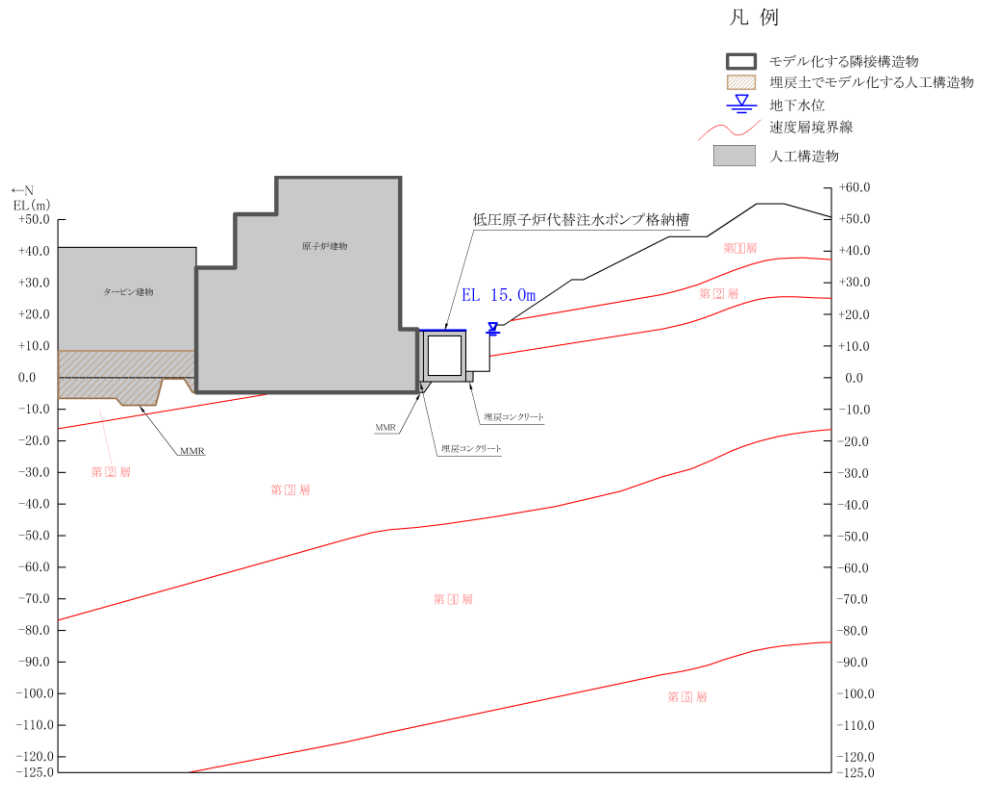 凡 例
モデル化する隣接構造物
埋戻土でモデル化する人工構造物
地下水位
速度層境界線
人工構造物
←N
EL(m)
+50.0
+40.0
+30.0
+20.0
+10.0
0.0
-10.0
-20.0
-30.0
-40.0
-50.0
-60.0
-70.0
-80.0
-90.0
-100.0
-110.0
-120.0
-125.0
原子炉建物
タービン建物
低圧原子炉代替注水ポンプ格納槽
EL 15.0m
MMR
MMR
埋戻コンクリート
埋戻コンクリート
第1層
第2層
第2層
第3層
第4層
第5層
+60.0
+50.0
+40.0
+30.0
+20.0
+10.0
0.0
-10.0
-20.0
-30.0
-40.0
-50.0
-60.0
-70.0
-80.0
-90.0
-100.0
-110.0
-120.0
-125.0